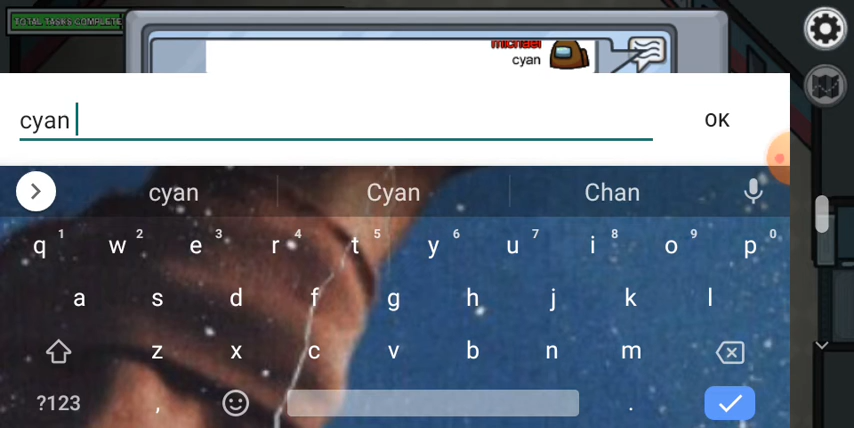 TOTAL TASKS COMPLETE
michael
cyan
cyan
OK
cyan Cyan Chan
q 1 w 2 e 3 r 4 t 5 y 6 u 7 i 8 o 9 p 0
a s d f g h j k l
z x c v b n m
?123 , .